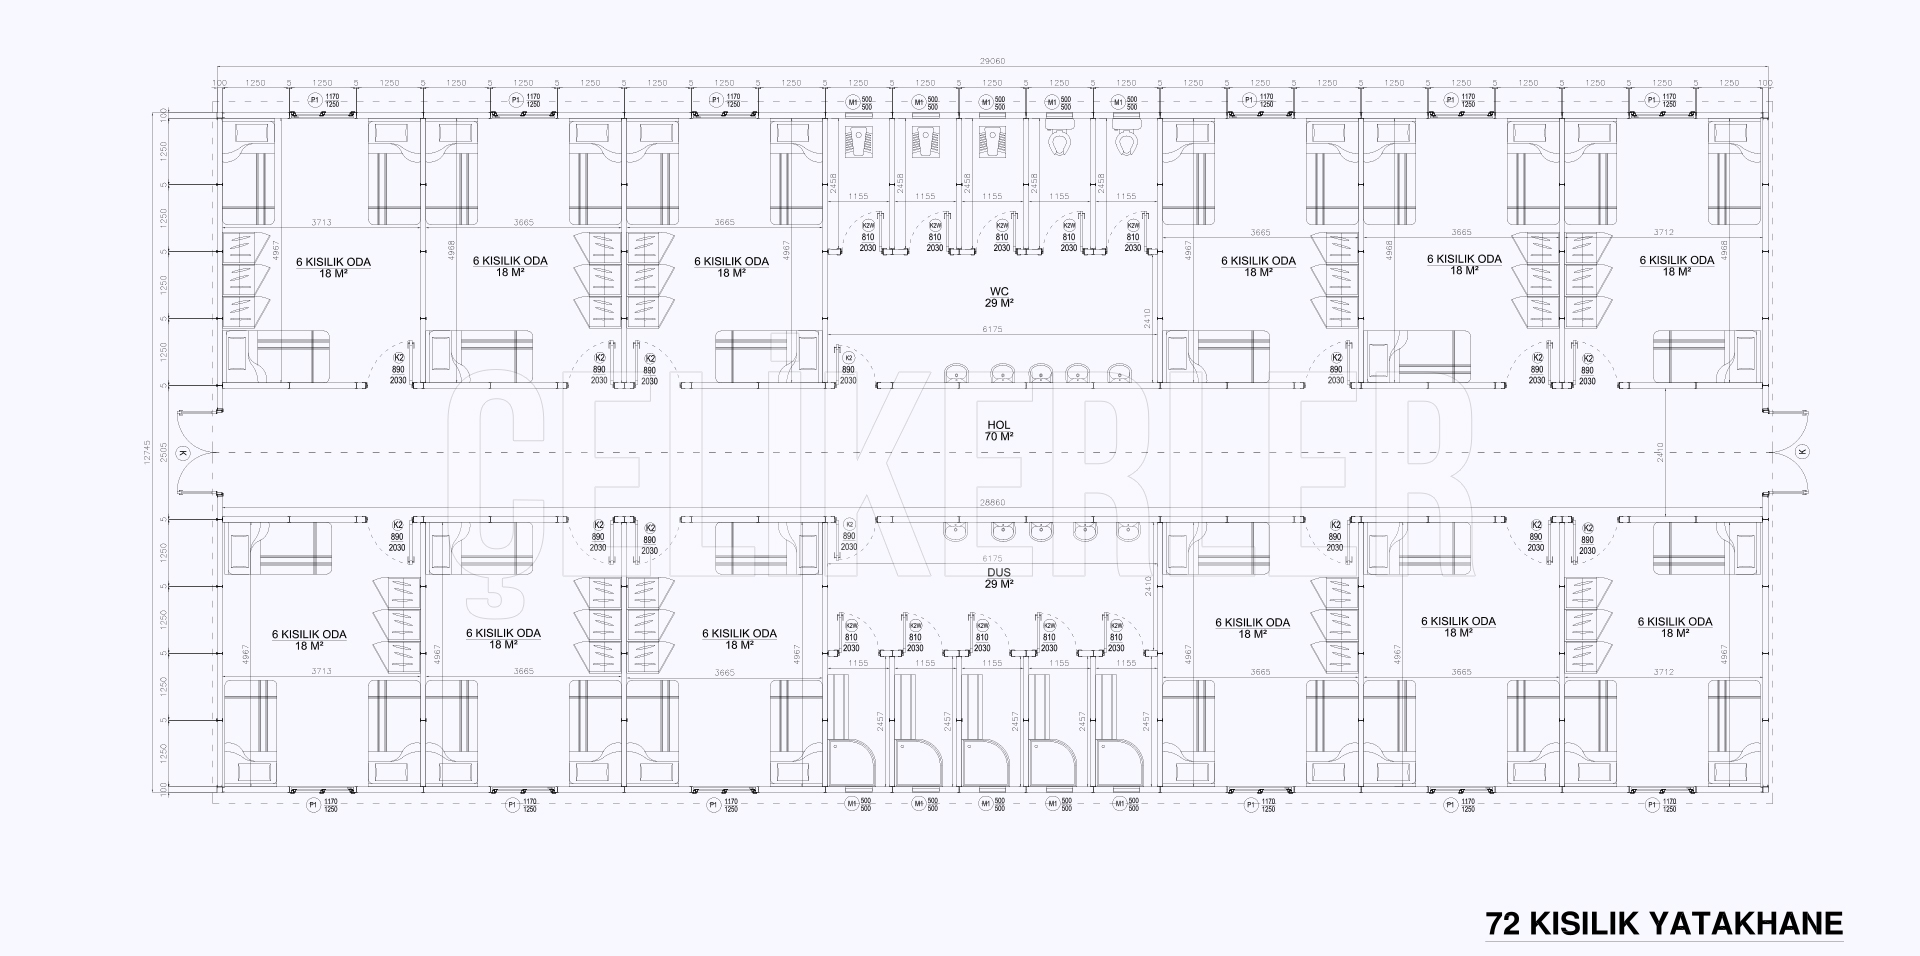 29060
100 1250 5 1250 5 1250 5 1250 5 1250 5 1250 5 1250 5 1250 5 1250 5 1250 5 1250 5 1250 5 1250 5 1250 5 1250 5 1250 5 1250 5 1250 5 1250 5 1250 5 1250 5 1250 5 1250 100
P1 1170 1250 P1 1170 1250 P1 1170 1250 M1 500 500 M1 500 500 M1 500 500 M1 500 500 M1 500 500 P1 1170 1250 P1 1170 1250 P1 1170 1250
100 1250 5 1250 5 1250 5 1250 5 2505 5 1250 5 1250 5 1250 5 1250 100
12745
2458 2458 2458 2458 2458
1155 1155 1155 1155 1155
3713 3665 3665 3665 3665 3712
K2W 810 2030 K2W 810 2030 K2W 810 2030 K2W 810 2030 K2W 810 2030
4967 4968 4967 4967 4968 4968
6 KISILIK ODA
18 M²
6 KISILIK ODA
18 M²
6 KISILIK ODA
18 M²
WC
29 M²
6 KISILIK ODA
18 M²
6 KISILIK ODA
18 M²
6 KISILIK ODA
18 M²
6175
2410
K2 890 2030 K2 890 2030 K2 890 2030 K2 890 2030 K2 890 2030 K2 890 2030 K2 890 2030
ÇELİKERLER
HOL
70 M²
K
K
2410
28860
K2 890 2030 K2 890 2030 K2 890 2030 K2 890 2030 K2 890 2030 K2 890 2030 K2 890 2030
6175
DUS
29 M²
2410
K2W 810 2030 K2W 810 2030 K2W 810 2030 K2W 810 2030 K2W 810 2030
6 KISILIK ODA
18 M²
6 KISILIK ODA
18 M²
6 KISILIK ODA
18 M²
6 KISILIK ODA
18 M²
6 KISILIK ODA
18 M²
6 KISILIK ODA
18 M²
4967 4967 4967 4967 4967 4967
1155 1155 1155 1155 1155
3713 3665 3665 3665 3665 3712
2457 2457 2457 2457 2457
P1 1170 1250 P1 1170 1250 P1 1170 1250 M1 500 500 M1 500 500 M1 500 500 M1 500 500 M1 500 500 P1 1170 1250 P1 1170 1250 P1 1170 1250
72 KISILIK YATAKHANE